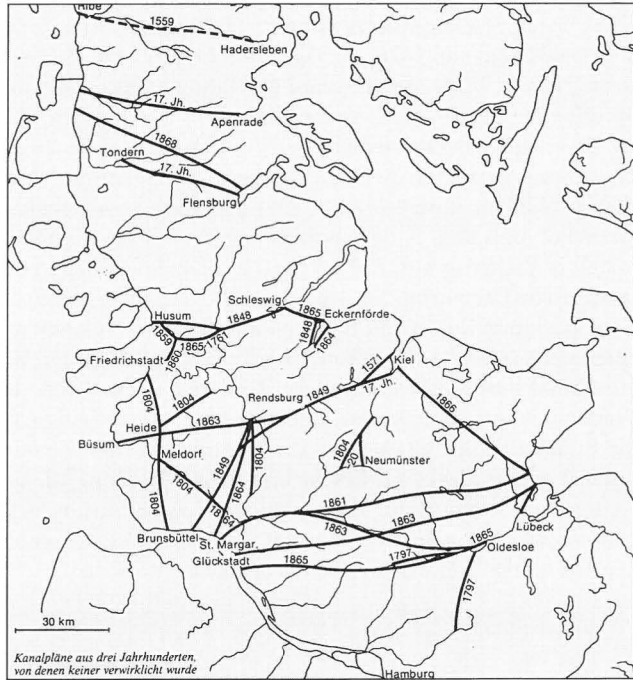 Ribe
1559
Hadersleben
17. Jh.
Apenrade
1868
Tondern
17. Jh.
Flensburg
Schleswig
1865
Eckernförde
Husum
1848
1859
1848
1864
1865
1761
1860
Friedrichstadt
1571
Kiel
17. Jh.
1804
1804
Rendsburg
1849
1866
Heide
1863
Büsum
Meldorf
1804
1849
1864
1804
1804
20
Neumünster
1804
1864
1861
Brunsbüttel
St. Margar.
1863
1863
Lübeck
Glückstadt
1865
1797
1865
Oldesloe
1797
30 km
Kanalpläne aus drei Jahrhunderten,
von denen keiner verwirklicht wurde
Hamburg